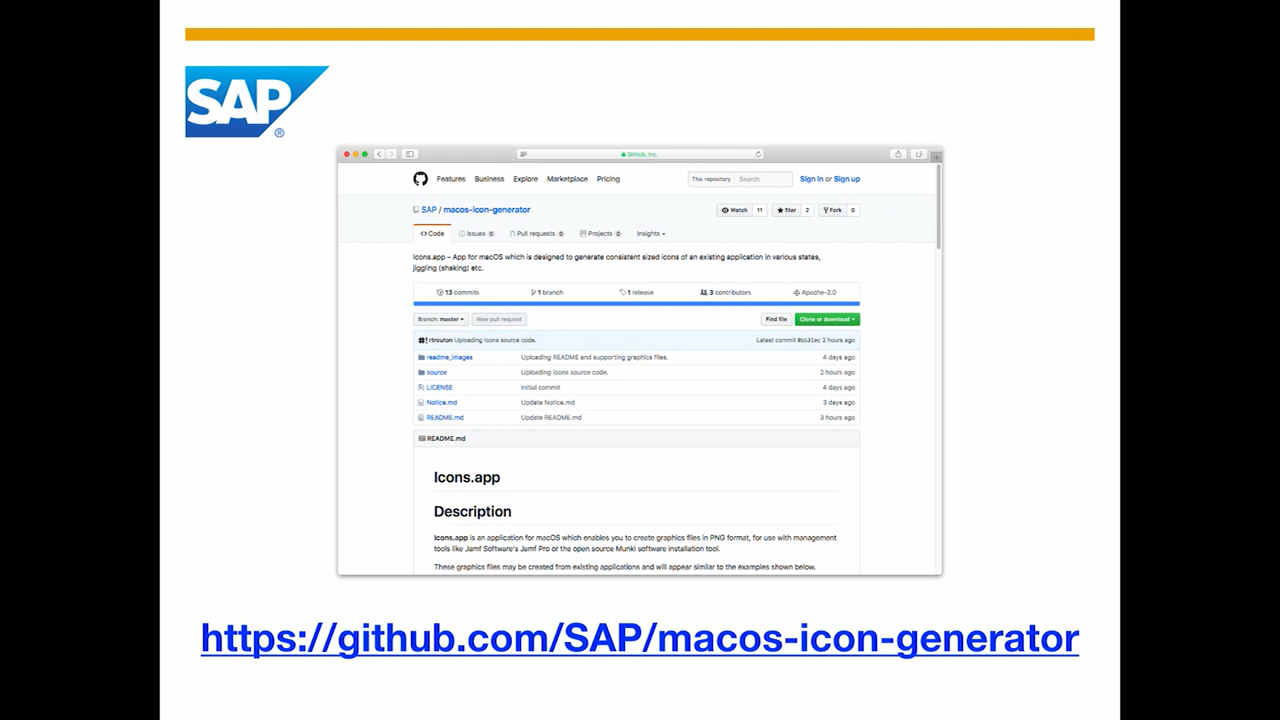 SAP
®
GitHub, Inc.
Features Business Explore Marketplace Pricing This repository Search Sign in or Sign up
SAP / macos-icon-generator Watch 11 Star 2 Fork 0
Code Issues 0 Pull requests 0 Projects 0 Insights
Icons.app – App for macOS which is designed to generate consistent sized icons of an existing application in various states,
jiggling (shaking) etc.
13 commits 1 branch 1 release 3 contributors Apache-2.0
Branch: master New pull request Find file Clone or download
rtrouton Uploading Icons source code. Latest commit 0b531ec 2 hours ago
readme_images Uploading README and supporting graphics files. 4 days ago
source Uploading Icons source code. 2 hours ago
LICENSE Initial commit 4 days ago
Notice.md Update Notice.md 3 days ago
README.md Update README.md 3 hours ago
README.md
Icons.app
Description
Icons.app is an application for macOS which enables you to create graphics files in PNG format, for use with management
tools like Jamf Software's Jamf Pro or the open source Munki software installation tool.
These graphics files may be created from existing applications and will appear similar to the examples shown below.
https://github.com/SAP/macos-icon-generator